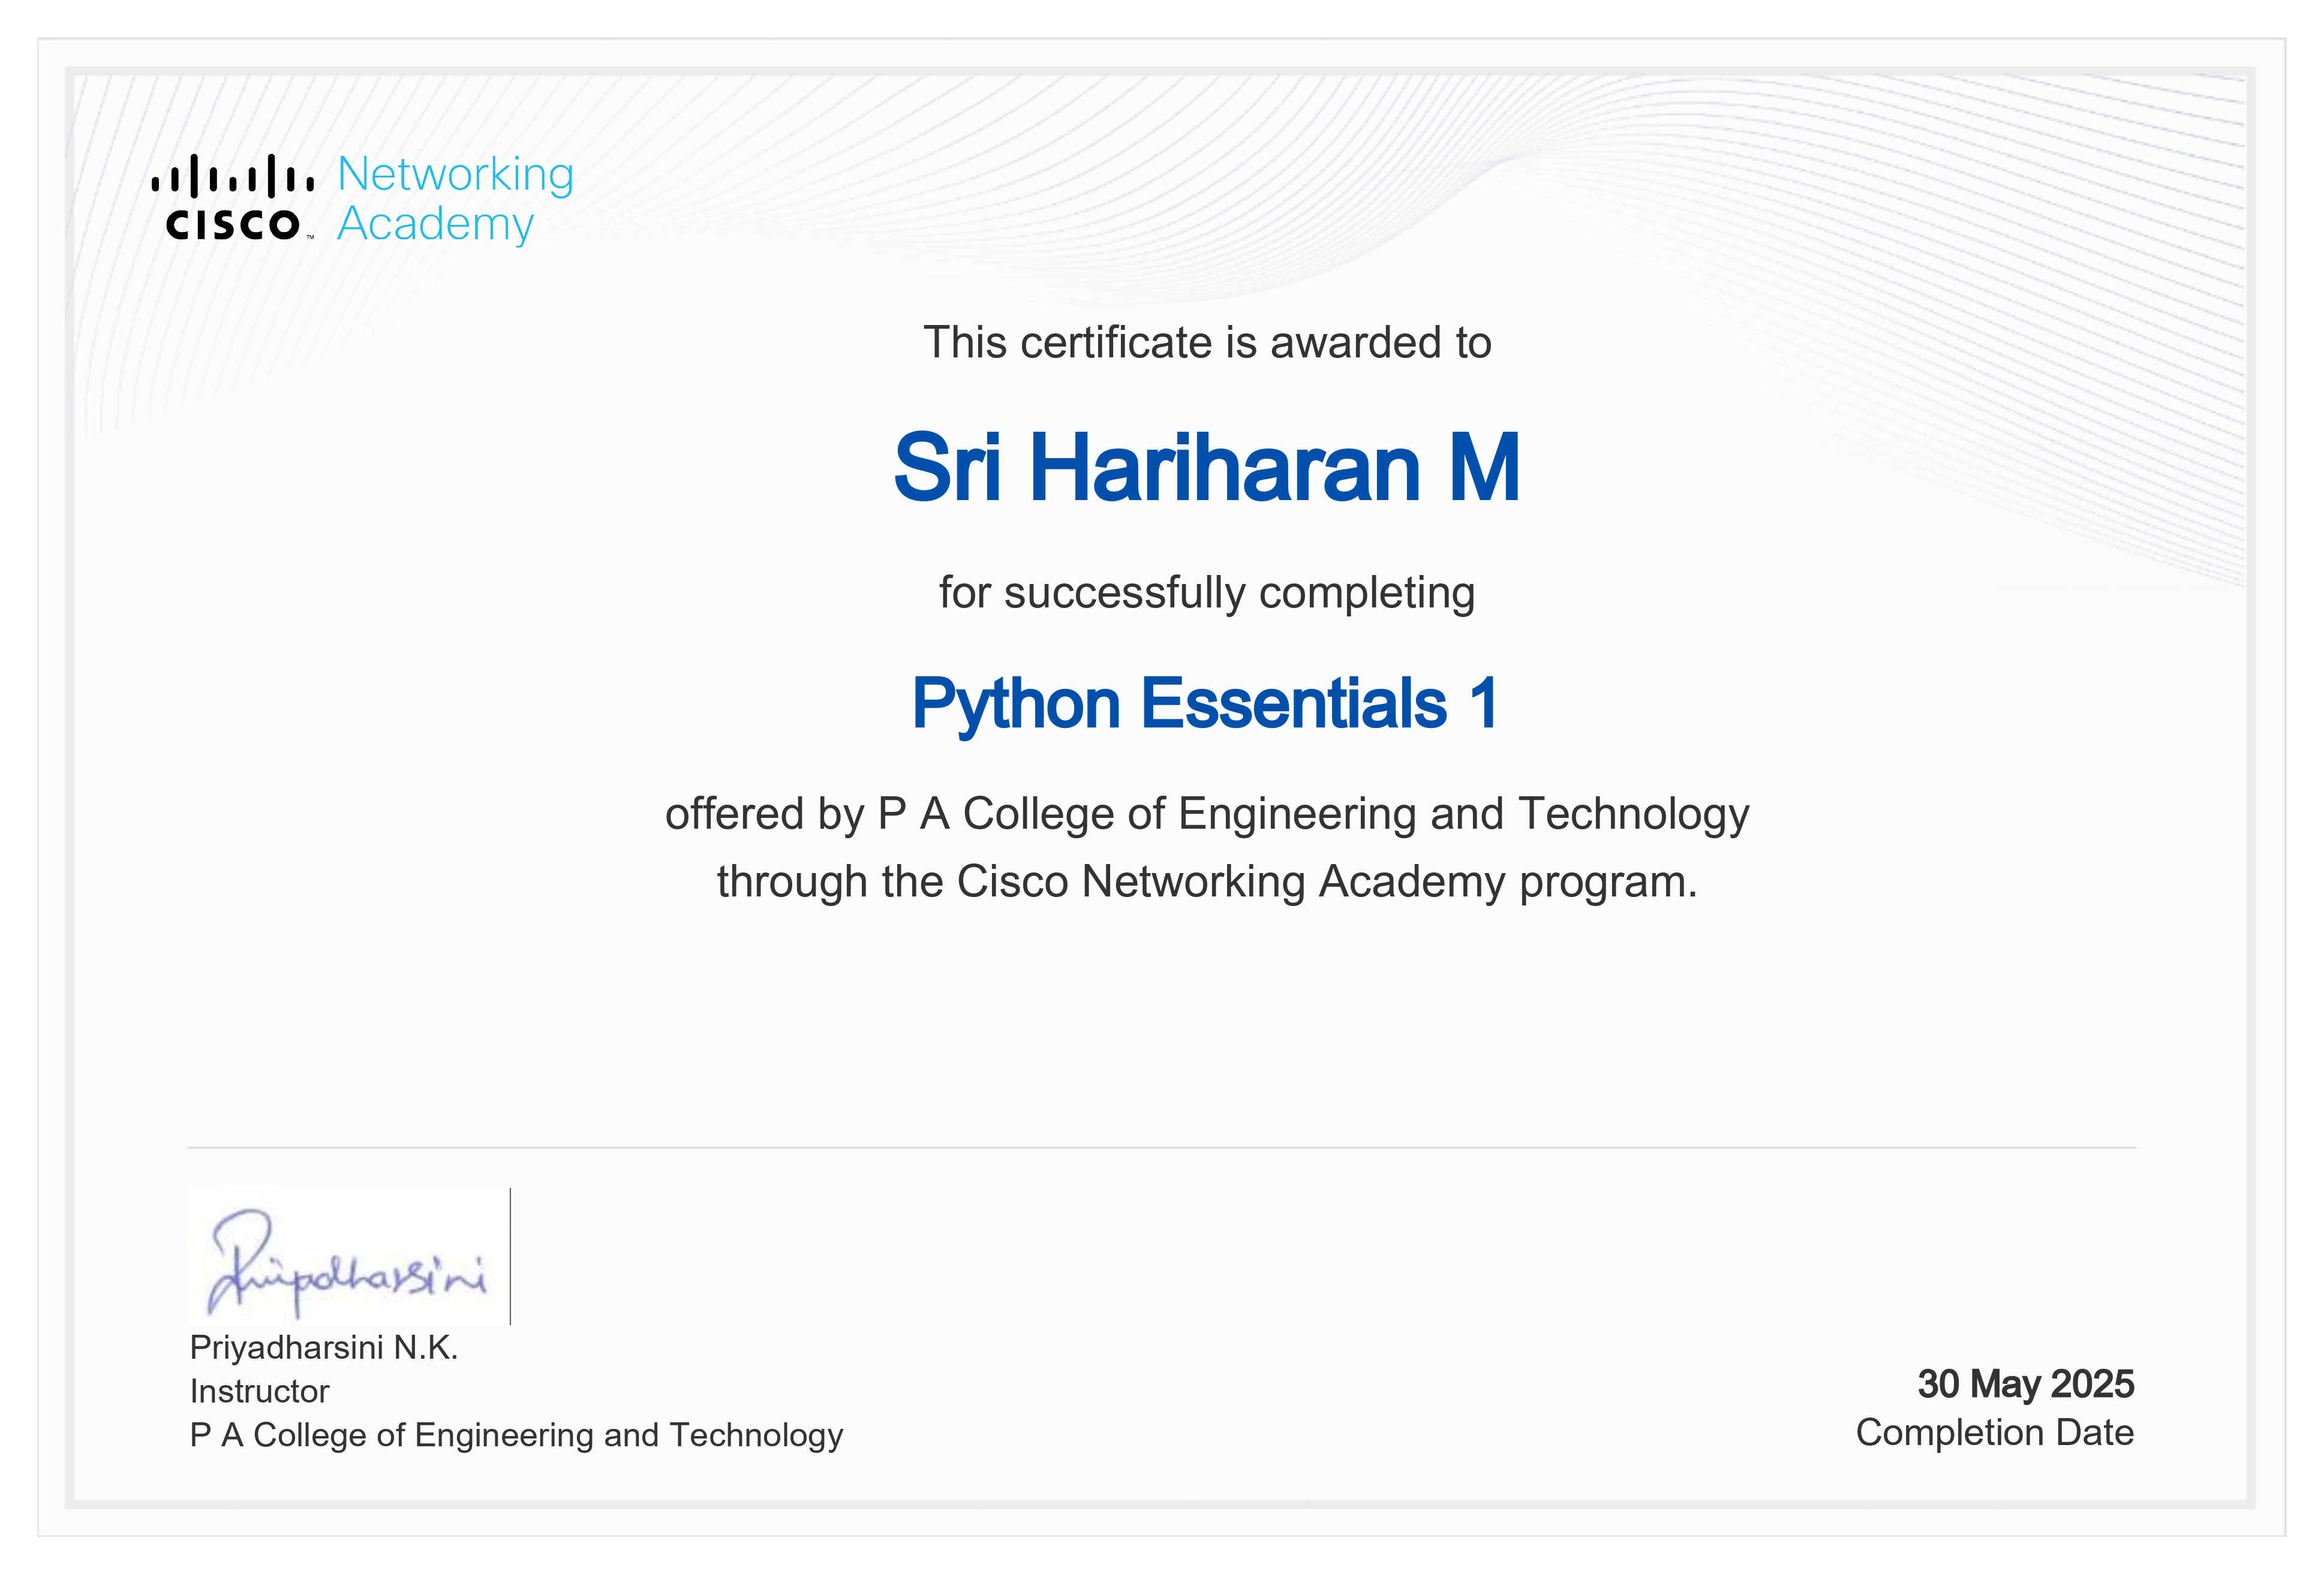 CISCO™
Networking
Academy
This certificate is awarded to
Sri Hariharan M
for successfully completing
Python Essentials 1
offered by P A College of Engineering and Technology
through the Cisco Networking Academy program.
Priyadharsini
Priyadharsini N.K.
Instructor
P A College of Engineering and Technology
30 May 2025
Completion Date